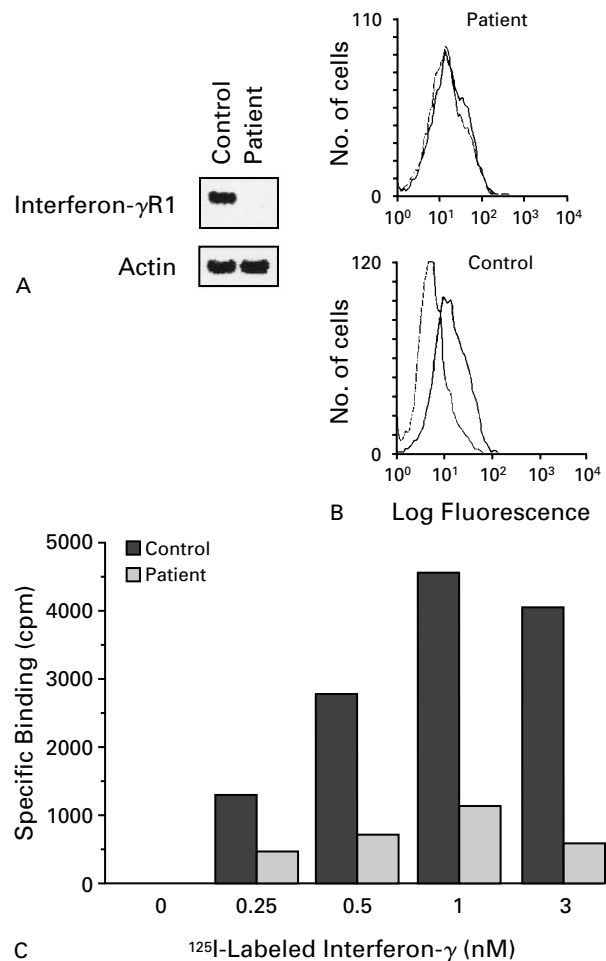 Control
Patient
Interferon-γR1
Actin
A
110
Patient
No. of cells
0
10⁰ 10¹ 10² 10³ 10⁴
120
Control
No. of cells
0
10⁰ 10¹ 10² 10³ 10⁴
B
Log Fluorescence
5000
4000
3000
2000
1000
0
Control
Patient
Specific Binding (cpm)
0 0.25 0.5 1 3
C
¹²⁵I-Labeled Interferon-γ (nM)